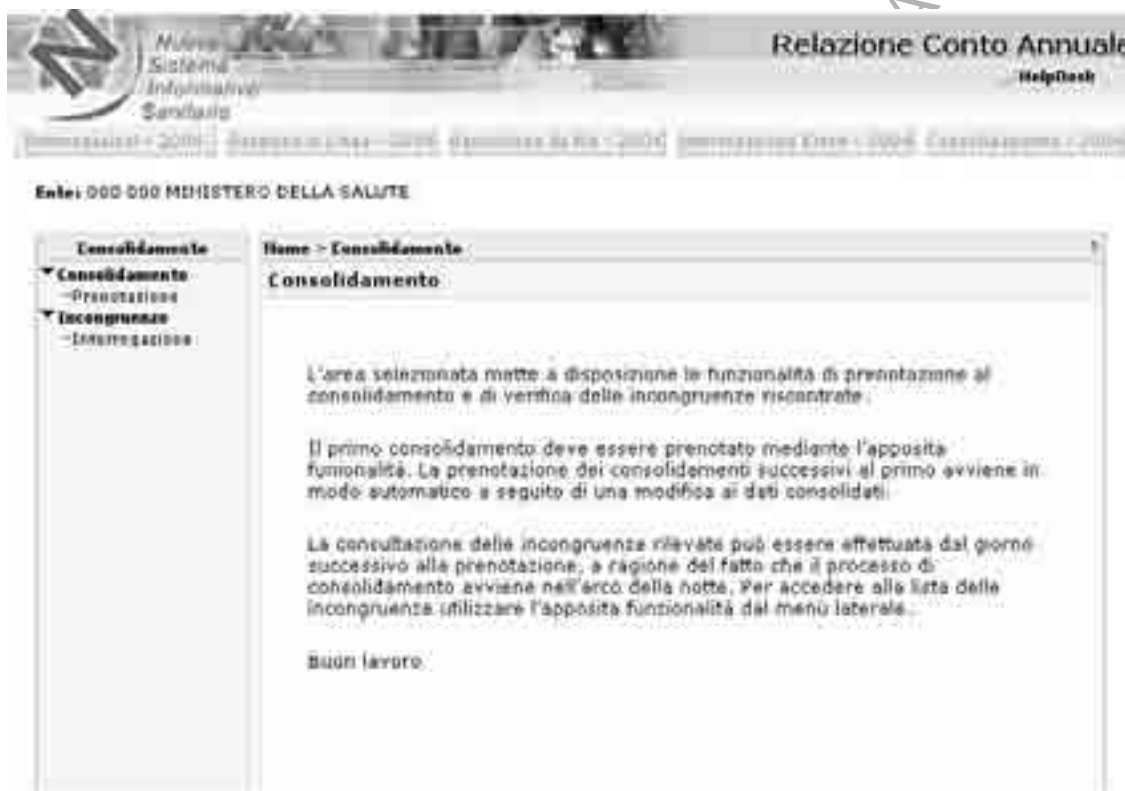 Nuovo
Sistema
Informativo
Sanitario
Relazione Conto Annuale
HelpDesk
Ente: 000 000 MINISTERO DELLA SALUTE
Consolidamento
Consolidamento
-Prenotazione
Incongruenze
-Interrogazione
Home > Consolidamento
Consolidamento
L'area selezionata mette a disposizione le funzionalità di prenotazione al
consolidamento e di verifica delle incongruenze riscontrate.
Il primo consolidamento deve essere prenotato mediante l'apposita
funzionalità. La prenotazione dei consolidamenti successivi al primo avviene in
modo automatico a seguito di una modifica ai dati consolidati.
La consultazione delle incongruenze rilevate può essere effettuata dal giorno
successivo alla prenotazione, a ragione del fatto che il processo di
consolidamento avviene nell'arco della notte. Per accedere alla lista delle
incongruenze utilizzare l'apposita funzionalità dal menù laterale.
Buon lavoro